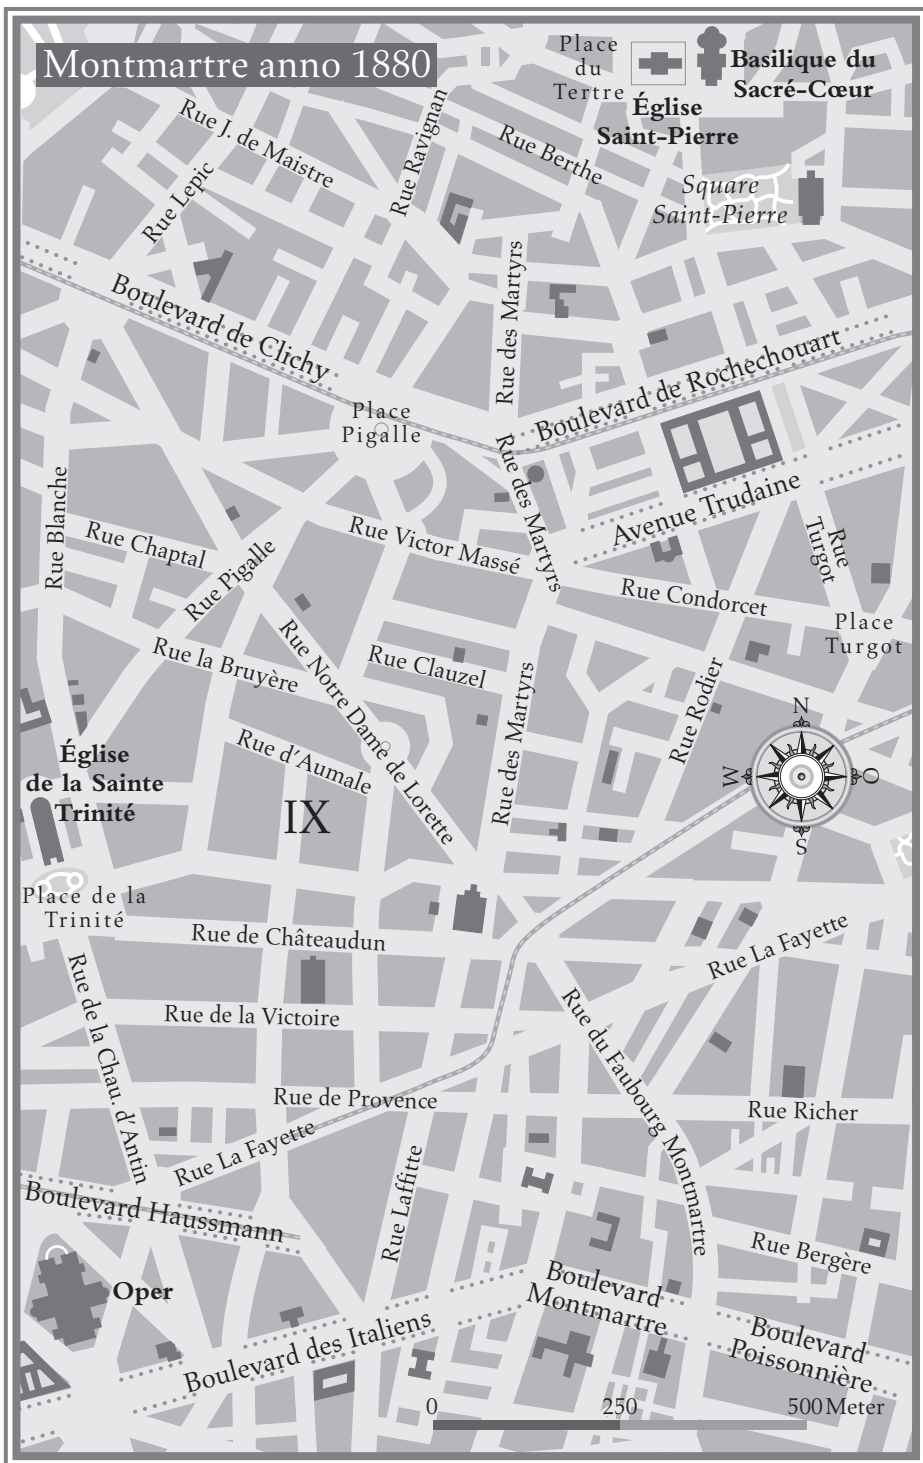 Montmartre anno 1880
Place
du
Tertre
Église
Saint-Pierre
Basilique du
Sacré-Cœur
Rue J. de Maistre
Rue Ravignan
Rue Berthe
Rue Lepic
Square
Saint-Pierre
Boulevard de Clichy
Rue des Martyrs
Boulevard de Rochechouart
Place
Pigalle
Rue des Martyrs
Avenue Trudaine
Rue Blanche
Rue Chaptal
Rue Pigalle
Rue Victor Massé
Rue
Turgot
Rue Condorcet
Place
Turgot
Rue la Bruyère
Rue Notre Dame de Lorette
Rue Clauzel
Rue des Martyrs
Rue Rodier
N
W
O
S
Église
de la Sainte
Trinité
Rue d'Aumale
IX
Place de la
Trinité
Rue de Châteaudun
Rue La Fayette
Rue de la Chau. d'Antin
Rue de la Victoire
Rue du Faubourg Montmartre
Rue de Provence
Rue Richer
Rue La Fayette
Rue Laffitte
Boulevard Haussmann
Rue Bergère
Oper
Boulevard
Montmartre
Boulevard des Italiens
Boulevard
Poissonnière
0 250 500 Meter